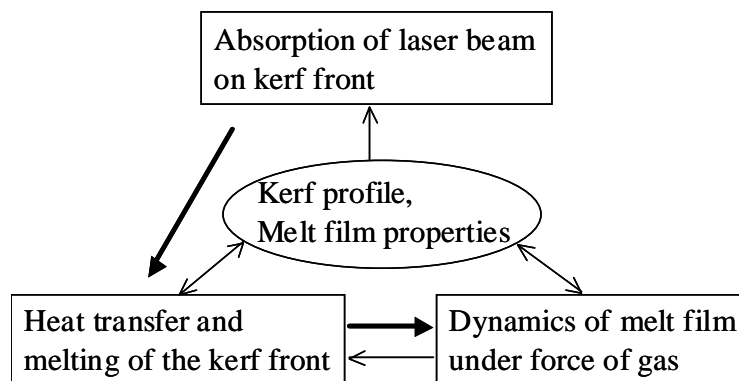 Absorption of laser beam
on kerf front
Kerf profile,
Melt film properties
Heat transfer and
melting of the kerf front
Dynamics of melt film
under force of gas